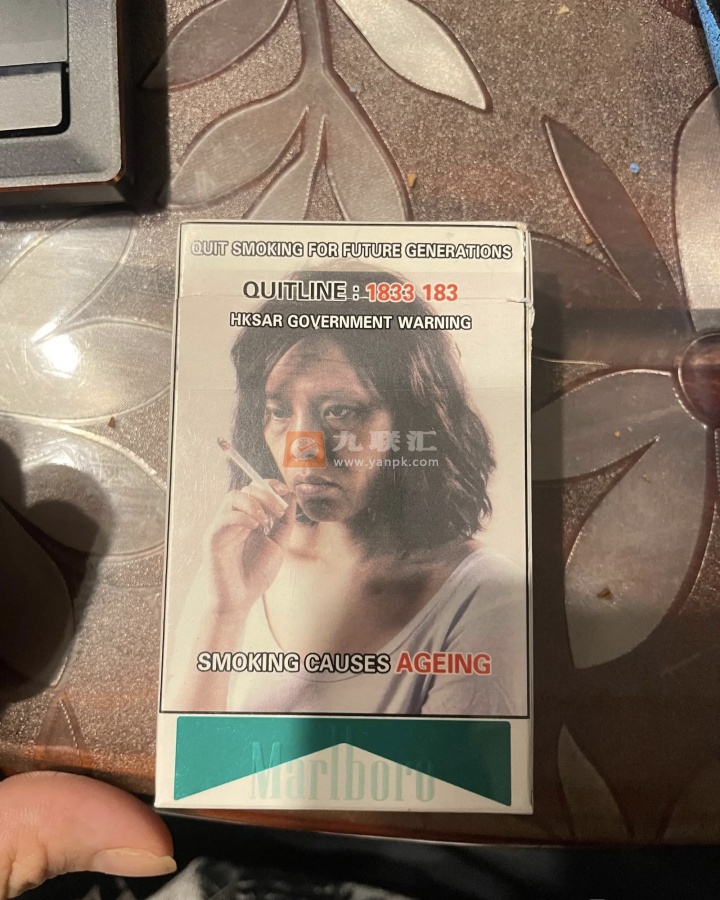 QUIT SMOKING FOR FUTURE GENERATIONS
QUITLINE : 1833 183
HKSAR GOVERNMENT WARNING
九联汇
www.yanpk.com
SMOKING CAUSES AGEING
Marlboro